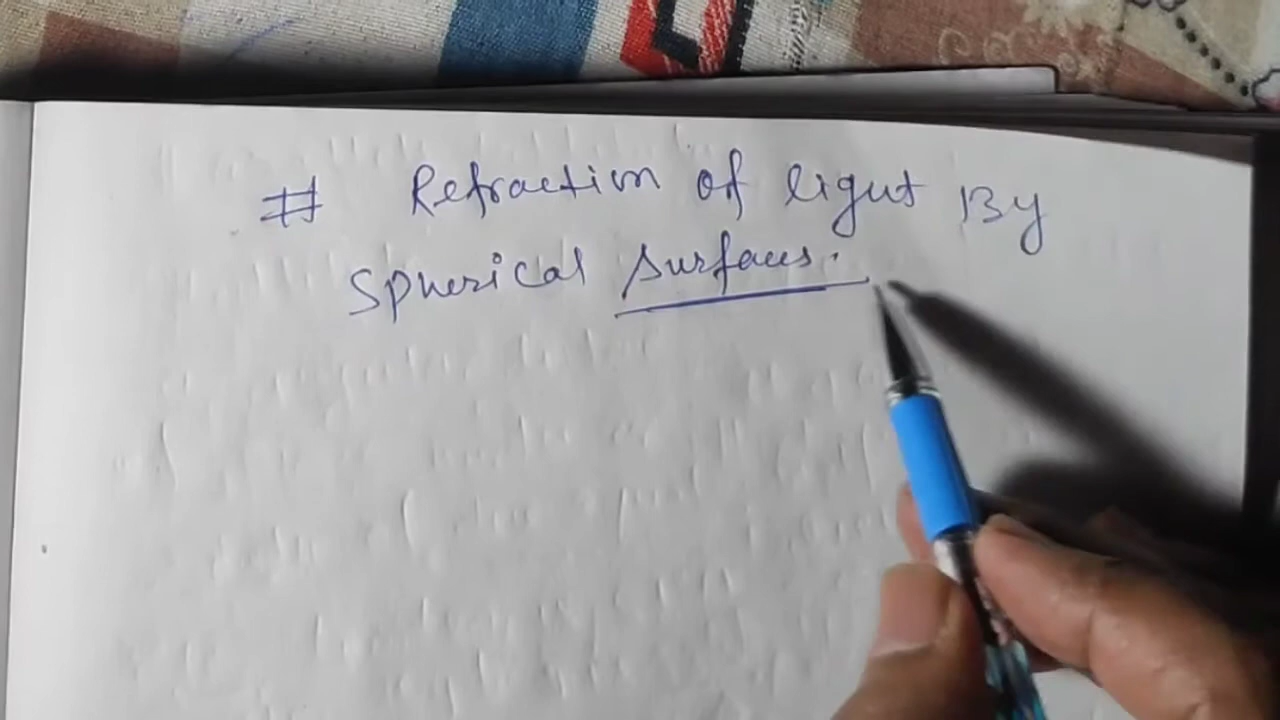 # Refraction of light By
Spherical surfaces.